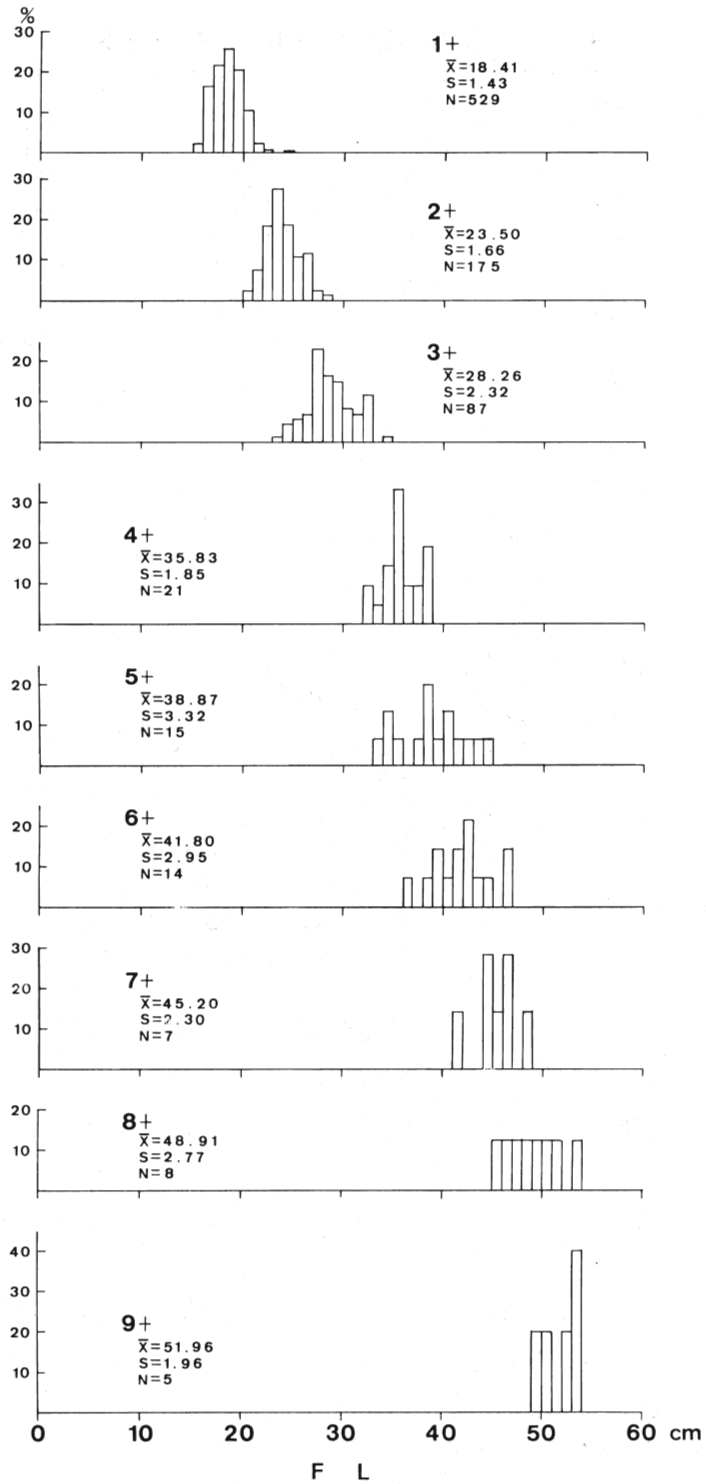 %
30
20
10
1+
X̅=18.41
S=1.43
N=529
30
20
10
2+
X̅=23.50
S=1.66
N=175
20
10
3+
X̅=28.26
S=2.32
N=87
30
20
10
4+
X̅=35.83
S=1.85
N=21
20
10
5+
X̅=38.87
S=3.32
N=15
20
10
6+
X̅=41.80
S=2.95
N=14
30
20
10
7+
X̅=45.20
S=2.30
N=7
20
10
8+
X̅=48.91
S=2.77
N=8
40
30
20
10
9+
X̅=51.96
S=1.96
N=5
0 10 20 30 40 50 60 cm
F L